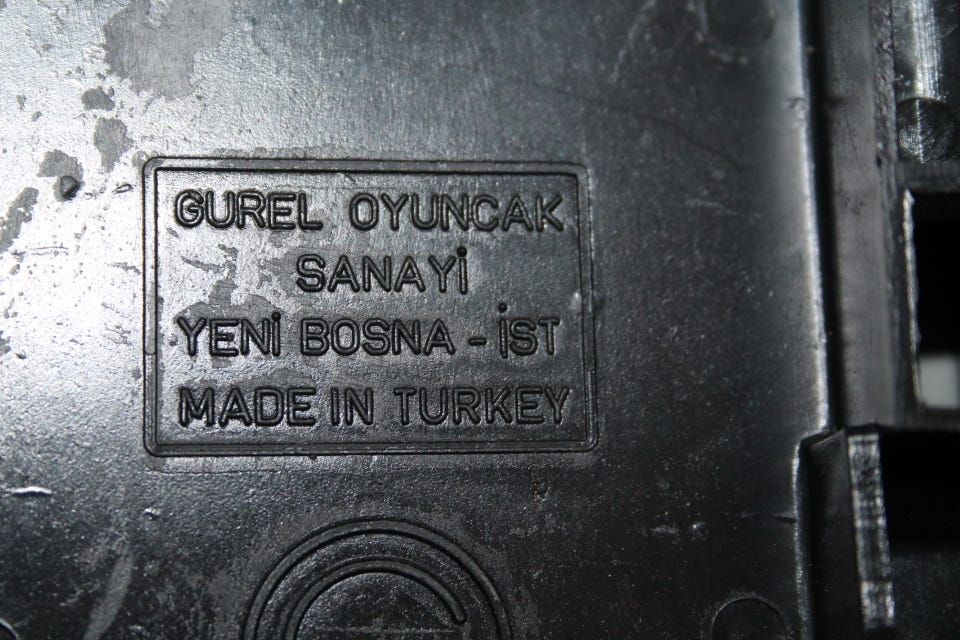 GUREL OYUNCAK
SANAYİ
YENİ BOSNA - İST
MADE IN TURKEY